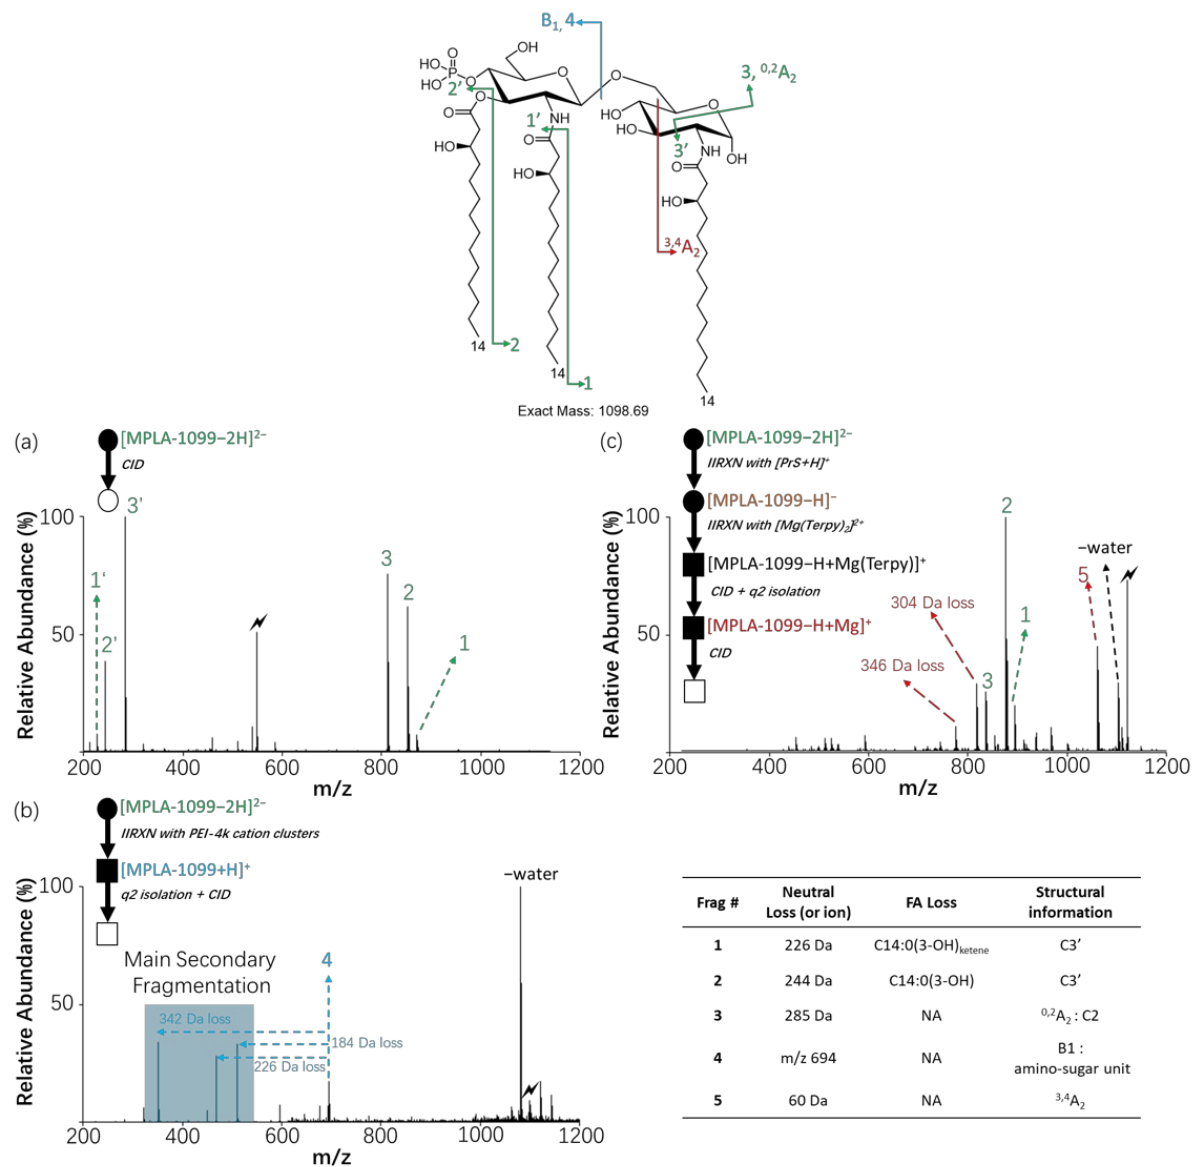 B₁, 4
OH
O
HO
P
O
HO
O
O
O
3, ⁰,²A₂
2'
O
O
O
1'
NH
HO
HO
O
3'
NH
OH
O
HO
O
HO
HO
³,⁴A₂
14
2
14
1
14
Exact Mass: 1098.69
(a)
[MPLA-1099−2H]²⁻
CID
Relative Abundance (%)
100
50
3'
1'
2'
3
2
1
200
400
600
800
1000
1200
m/z
(c)
[MPLA-1099−2H]²⁻
IIRXN with [PrS+H]⁺
[MPLA-1099−H]⁻
IIRXN with [Mg(Terpy)₂]²⁺
[MPLA-1099−H+Mg(Terpy)]⁺
CID + q2 isolation
[MPLA-1099−H+Mg]⁺
CID
Relative Abundance (%)
100
50
2
−water
5
304 Da loss
1
346 Da loss
3
200
400
600
800
1000
1200
m/z
(b)
[MPLA-1099−2H]²⁻
IIRXN with PEI-4k cation clusters
[MPLA-1099+H]⁺
q2 isolation + CID
Relative Abundance (%)
100
50
−water
Main Secondary
Fragmentation
4
342 Da loss
184 Da loss
226 Da loss
200
400
600
800
1000
1200
m/z
Frag # Neutral Loss (or ion) FA Loss Structural information
1 226 Da C14:0(3-OH)ketene C3′
2 244 Da C14:0(3-OH) C3′
3 285 Da NA ⁰,²A₂ : C2
4 m/z 694 NA B1 : amino-sugar unit
5 60 Da NA ³,⁴A₂